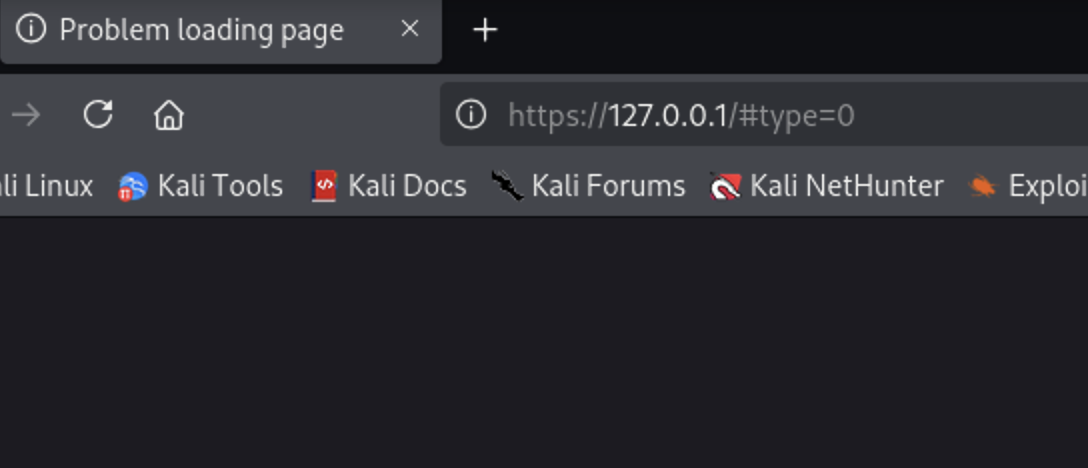 Problem loading page
https://127.0.0.1/#type=0
ali Linux Kali Tools Kali Docs Kali Forums Kali NetHunter Exploi